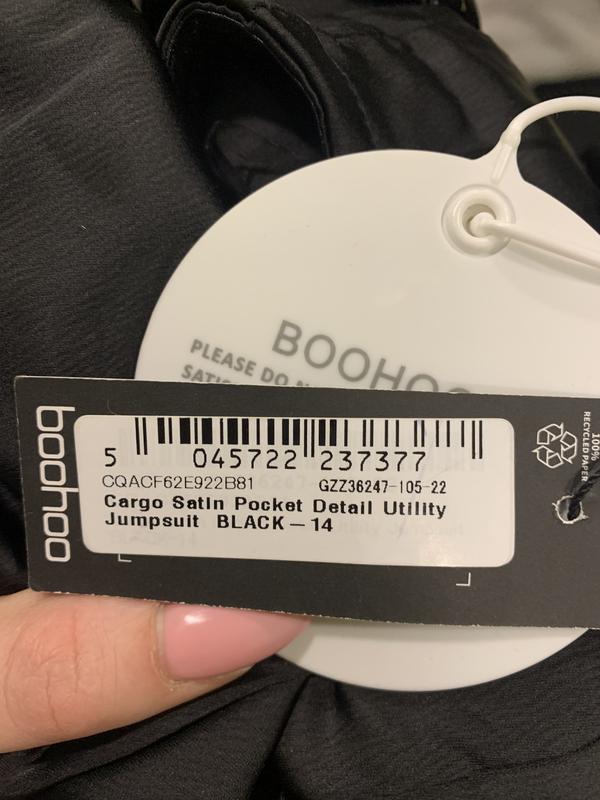 BOOHOO
PLEASE DO
boohoo
5 045722 237377
CQACF62E922B81 GZZ36247-105-22
Cargo Satin Pocket Detail Utility
Jumpsuit BLACK – 14
100%
RECYCLED PAPER